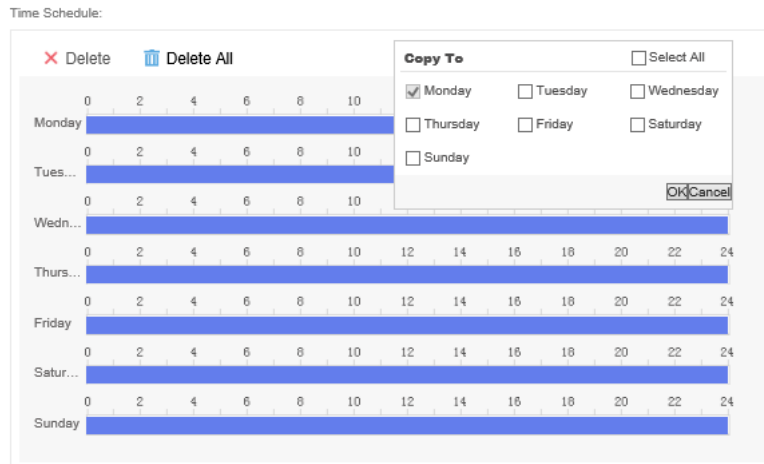 Time Schedule:
Delete Delete All
Copy To Select All
Monday Tuesday Wednesday
Thursday Friday Saturday
Sunday
OK Cancel
0 2 4 6 8 10
Monday
0 2 4 6 8 10
Tues...
0 2 4 6 8 10
Wedn...
0 2 4 6 8 10 12 14 16 18 20 22 24
Thurs...
0 2 4 6 8 10 12 14 16 18 20 22 24
Friday
0 2 4 6 8 10 12 14 16 18 20 22 24
Satur...
0 2 4 6 8 10 12 14 16 18 20 22 24
Sunday